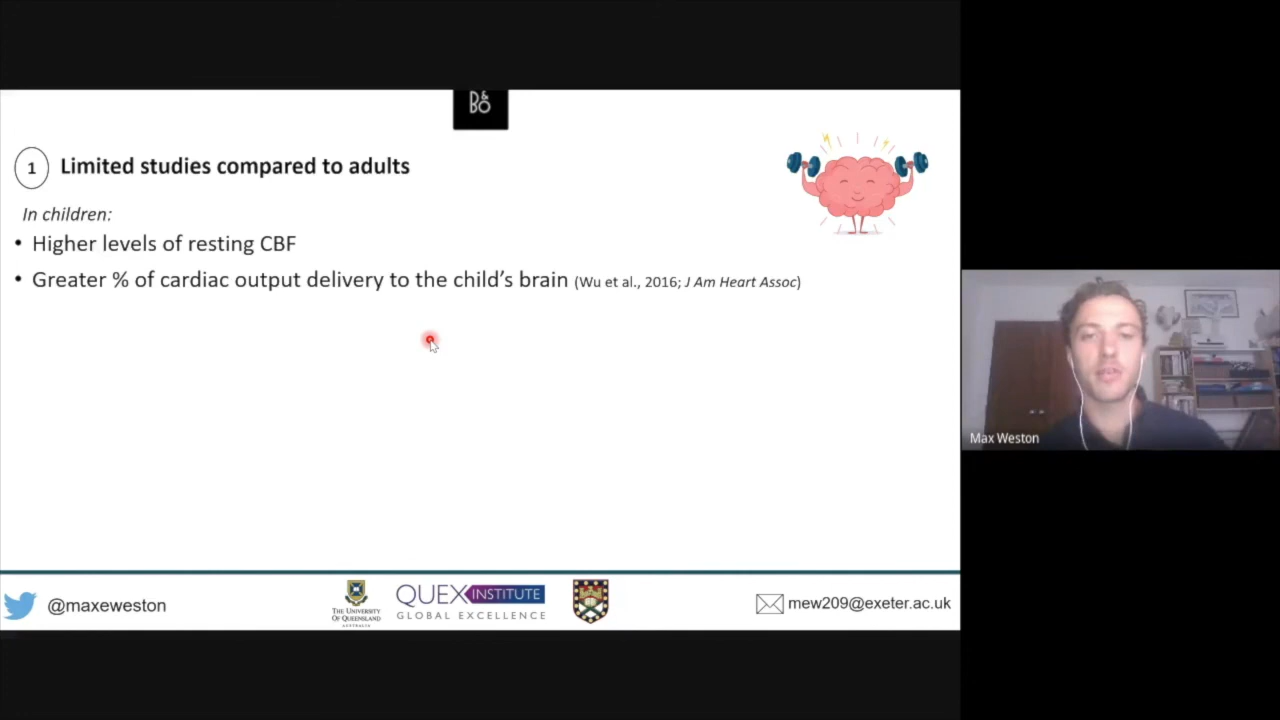 B&
BO
1 Limited studies compared to adults
In children:
• Higher levels of resting CBF
• Greater % of cardiac output delivery to the child's brain (Wu et al., 2016; J Am Heart Assoc)
Max Weston
@maxeweston
THE UNIVERSITY
OF QUEENSLAND
AUSTRALIA
QUEX INSTITUTE
GLOBAL EXCELLENCE
mew209@exeter.ac.uk